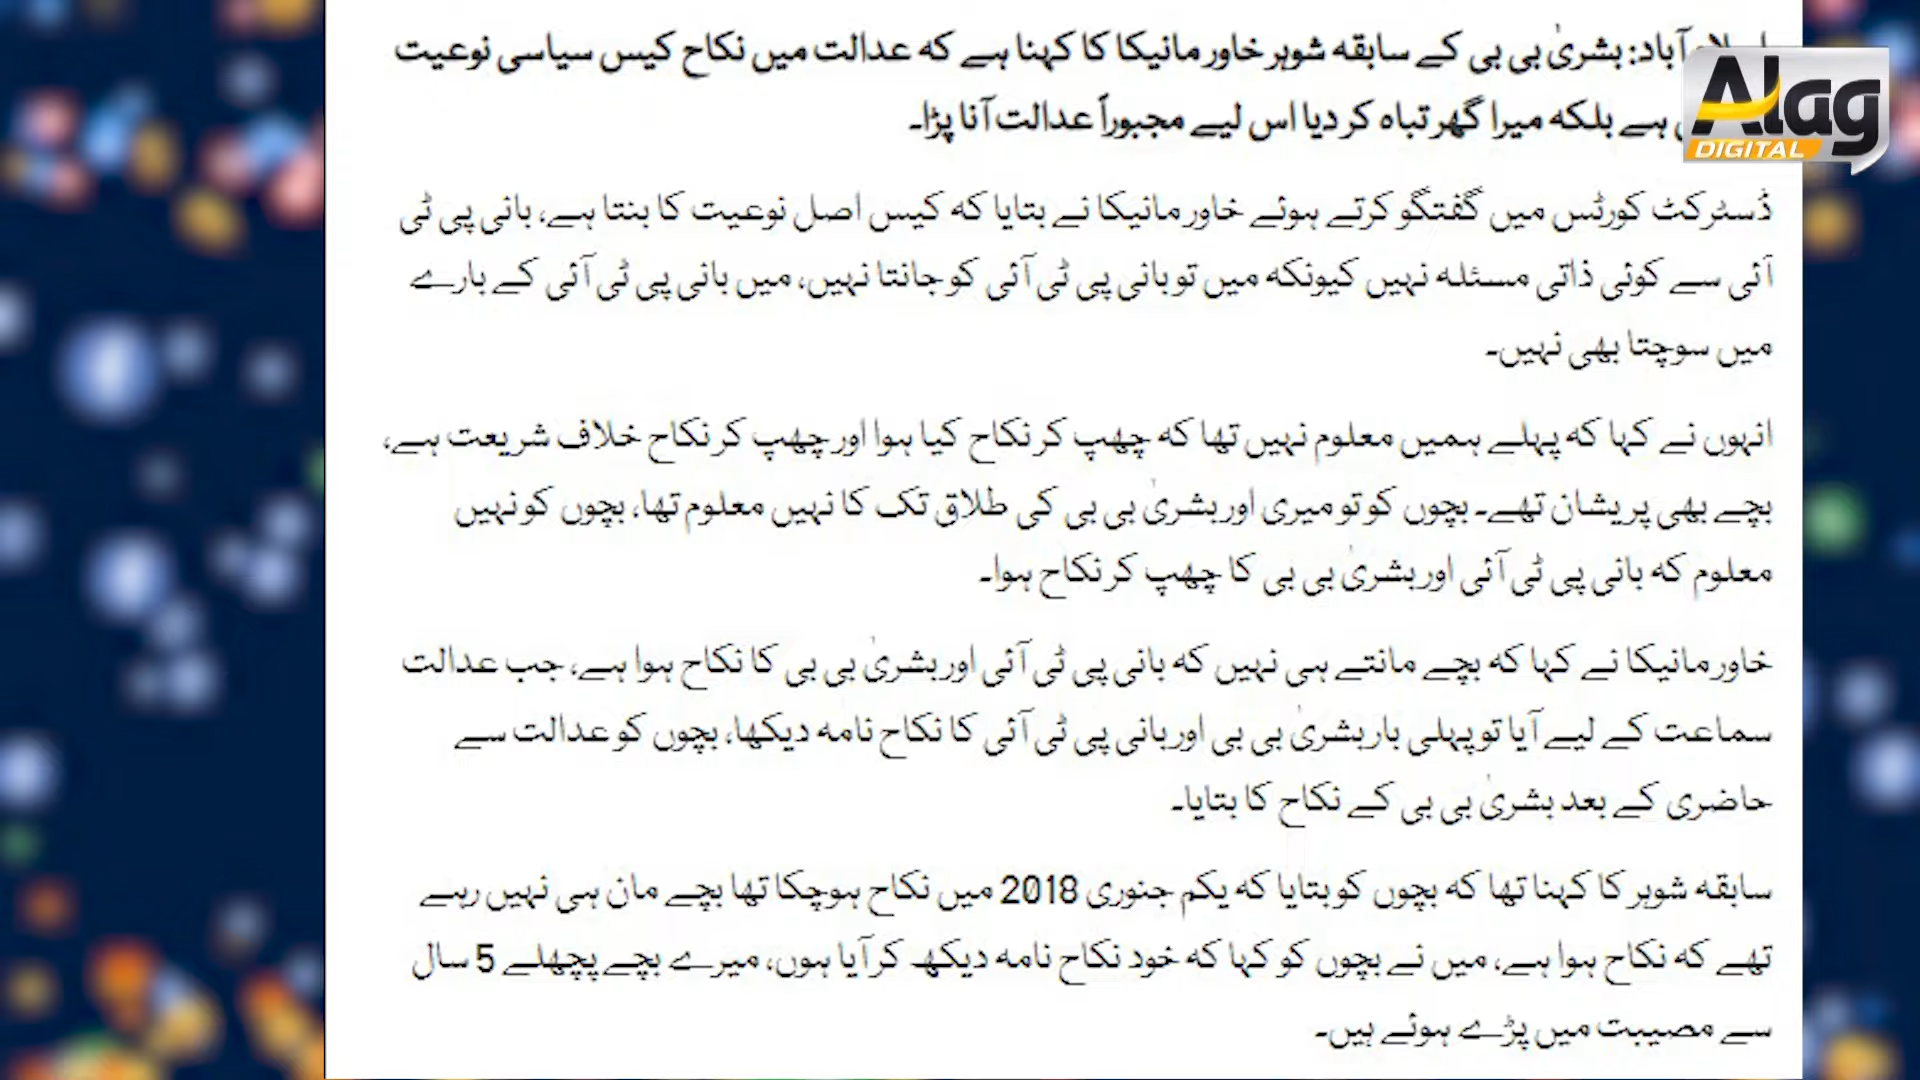 آباد: بشریٰ بی بی کے سابقہ شوہر خاور مانیکا کا کہنا ہے کہ عدالت میں نکاح کیس سیاسی نوعیت
ہے بلکہ میرا گھر تباہ کر دیا اس لیے مجبوراً عدالت آنا پڑا۔
Alag
DIGITAL
ڈسٹرکٹ کورٹس میں گفتگو کرتے ہوئے خاور مانیکا نے بتایا کہ کیس اصل نوعیت کا بنتا ہے، بانی پی ٹی
آئی سے کوئی ذاتی مسئلہ نہیں کیونکہ میں تو بانی پی ٹی آئی کو جانتا نہیں، میں بانی پی ٹی آئی کے بارے
میں سوچتا بھی نہیں۔
انہوں نے کہا کہ پہلے ہمیں معلوم نہیں تھا کہ چھپ کر نکاح کیا ہوا اور چھپ کر نکاح خلاف شریعت ہے،
بچے بھی پریشان تھے۔ بچوں کو تو میری اور بشریٰ بی بی کی طلاق تک کا نہیں معلوم تھا، بچوں کو نہیں
معلوم کہ بانی پی ٹی آئی اور بشریٰ بی بی کا چھپ کر نکاح ہوا۔
خاور مانیکا نے کہا کہ بچے مانتے ہی نہیں کہ بانی پی ٹی آئی اور بشریٰ بی بی کا نکاح ہوا ہے، جب عدالت
سماعت کے لیے آیا تو پہلی بار بشریٰ بی بی اور بانی پی ٹی آئی کا نکاح نامہ دیکھا، بچوں کو عدالت سے
حاضری کے بعد بشریٰ بی بی کے نکاح کا بتایا۔
سابقہ شوہر کا کہنا تھا کہ بچوں کو بتایا کہ یکم جنوری 2018 میں نکاح ہوچکا تھا بچے مان ہی نہیں رہے
تھے کہ نکاح ہوا ہے، میں نے بچوں کو کہا کہ خود نکاح نامہ دیکھ کر آیا ہوں، میرے بچے پچھلے 5 سال
سے مصیبت میں پڑے ہوئے ہیں۔